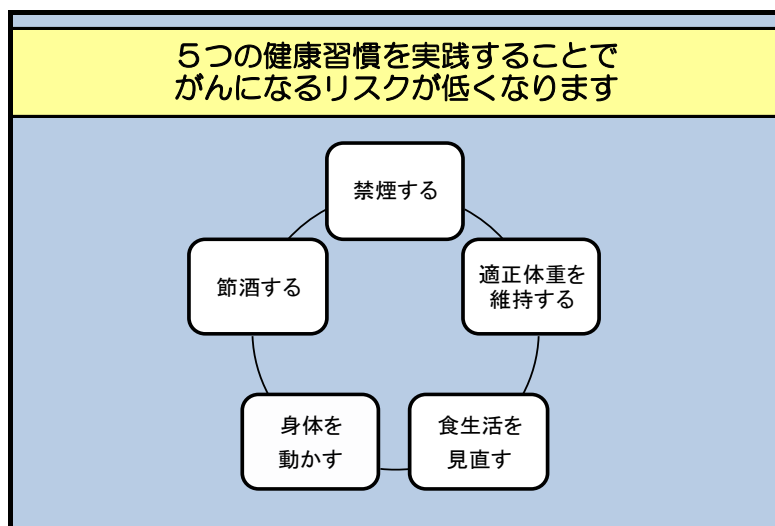 ５つの健康習慣を実践することで
がんになるリスクが低くなります
禁煙する
節酒する
適正体重を
維持する
身体を
動かす
食生活を
見直す